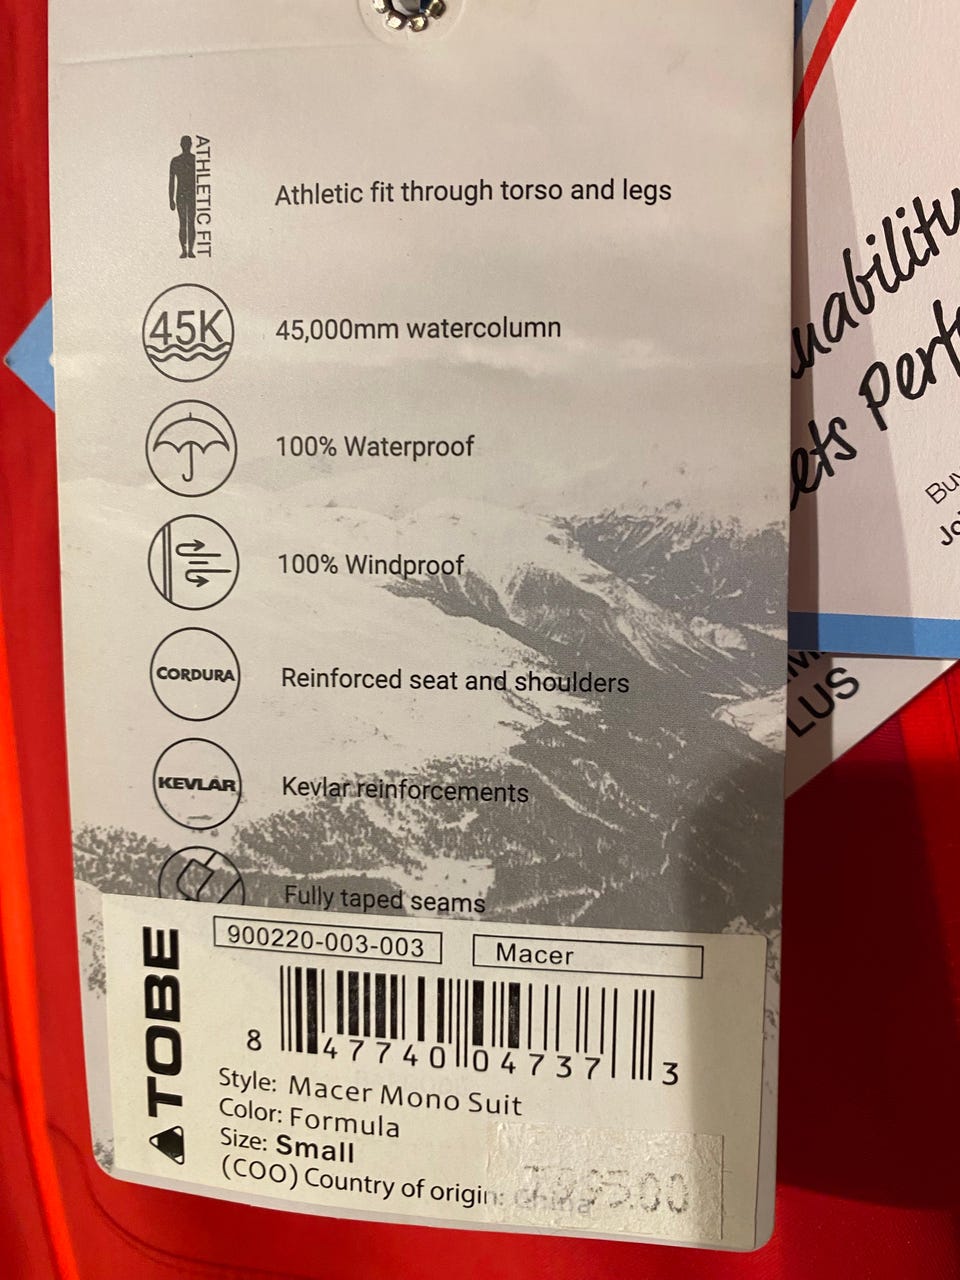 ATHLETIC FIT
Athletic fit through torso and legs
45K
45,000mm watercolumn
100% Waterproof
100% Windproof
CORDURA
Reinforced seat and shoulders
KEVLAR
Kevlar reinforcements
Fully taped seams
TOBE
900220-003-003
Macer
8 47740 04737 3
Style: Macer Mono Suit
Color: Formula
Size: Small
(COO) Country of origin: China
LUS